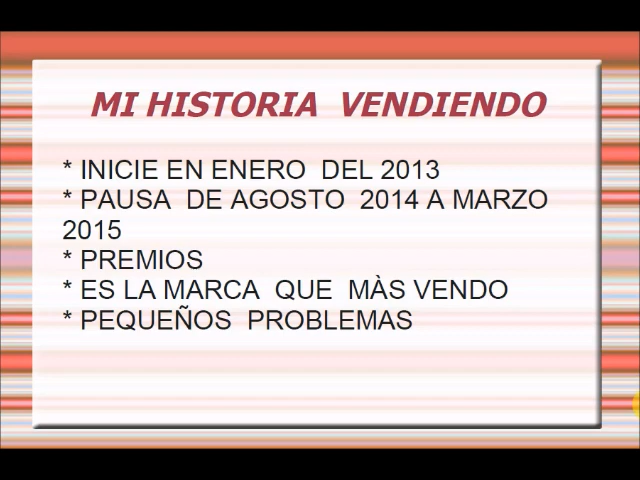 MI HISTORIA VENDIENDO
* INICIE EN ENERO DEL 2013
* PAUSA DE AGOSTO 2014 A MARZO
2015
* PREMIOS
* ES LA MARCA QUE MÀS VENDO
* PEQUEÑOS PROBLEMAS